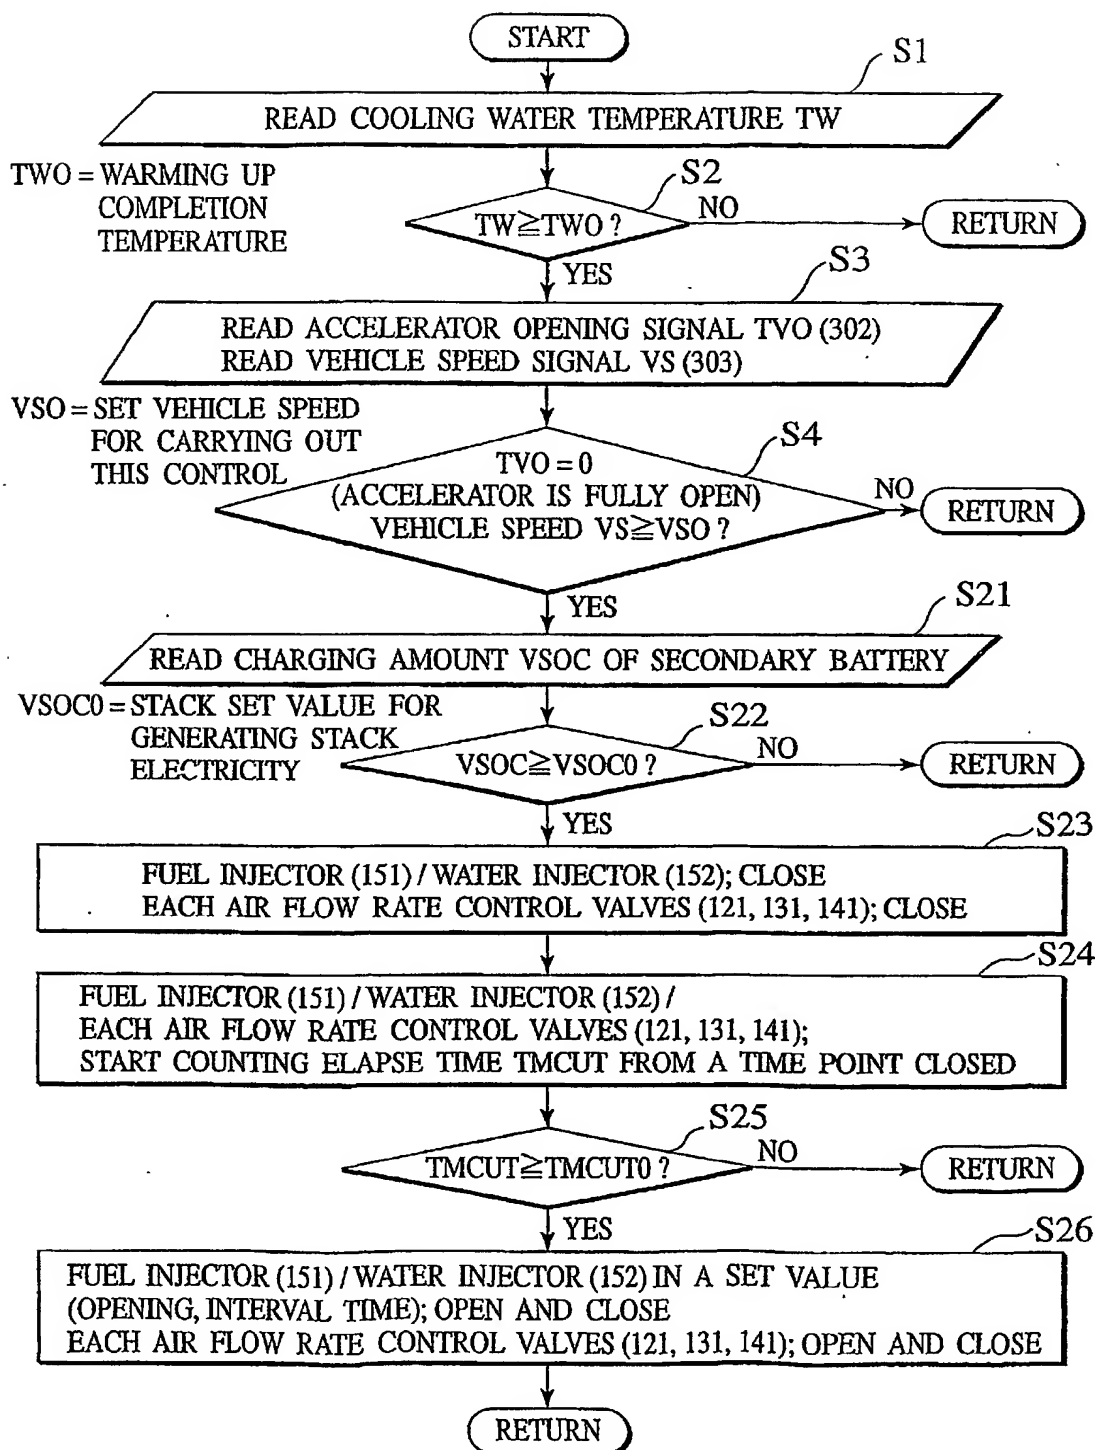 START
S1
READ COOLING WATER TEMPERATURE TW
TWO = WARMING UP
COMPLETION
TEMPERATURE
S2
TW≧TWO ?
NO
RETURN
YES
S3
READ ACCELERATOR OPENING SIGNAL TVO (302)
READ VEHICLE SPEED SIGNAL VS (303)
VSO = SET VEHICLE SPEED
FOR CARRYING OUT
THIS CONTROL
S4
TVO = 0
(ACCELERATOR IS FULLY OPEN)
VEHICLE SPEED VS≧VSO ?
NO
RETURN
YES
S21
READ CHARGING AMOUNT VSOC OF SECONDARY BATTERY
VSOC0 = STACK SET VALUE FOR
GENERATING STACK
ELECTRICITY
S22
VSOC≧VSOC0 ?
NO
RETURN
YES
S23
FUEL INJECTOR (151) / WATER INJECTOR (152); CLOSE
EACH AIR FLOW RATE CONTROL VALVES (121, 131, 141); CLOSE
S24
FUEL INJECTOR (151) / WATER INJECTOR (152) /
EACH AIR FLOW RATE CONTROL VALVES (121, 131, 141);
START COUNTING ELAPSE TIME TMCUT FROM A TIME POINT CLOSED
S25
TMCUT≧TMCUT0 ?
NO
RETURN
YES
S26
FUEL INJECTOR (151) / WATER INJECTOR (152) IN A SET VALUE
(OPENING, INTERVAL TIME); OPEN AND CLOSE
EACH AIR FLOW RATE CONTROL VALVES (121, 131, 141); OPEN AND CLOSE
RETURN